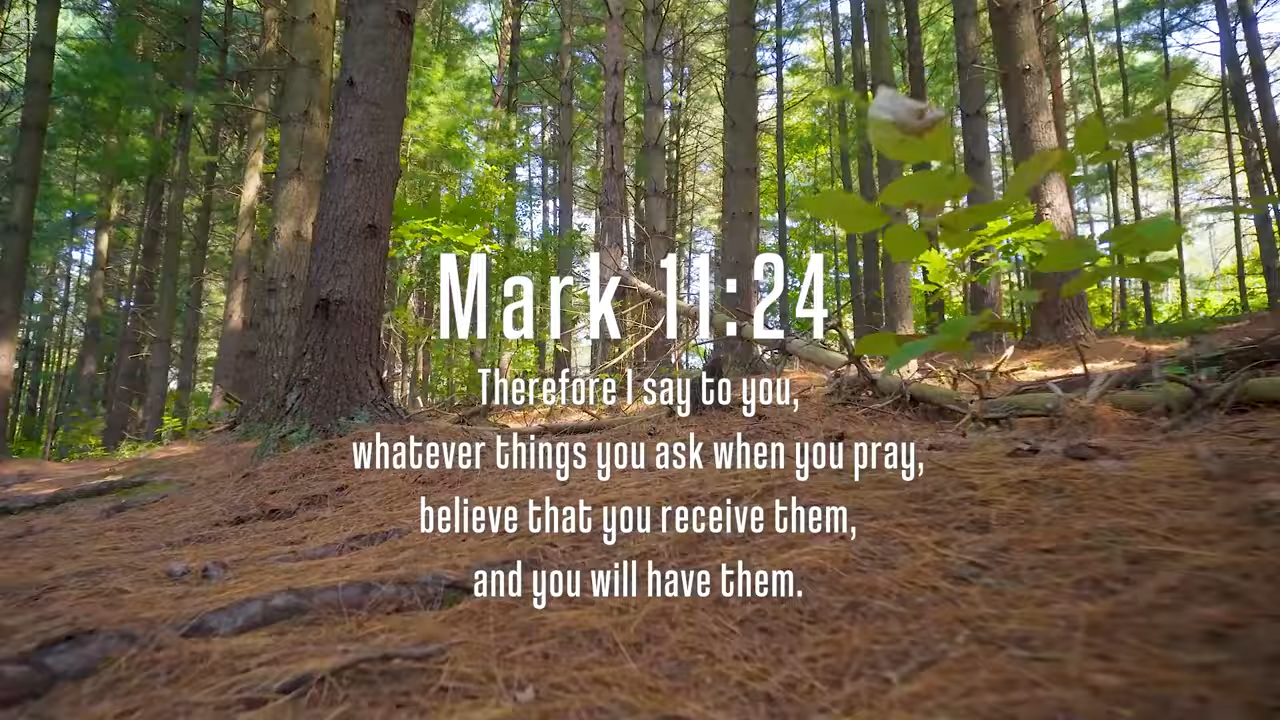 Mark 11:24
Therefore I say to you,
whatever things you ask when you pray,
believe that you receive them,
and you will have them.